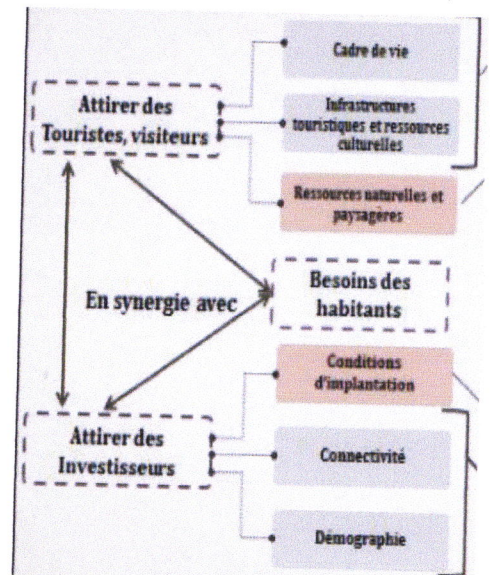 Cadre de vie
Attirer des
Touristes, visiteurs
Infrastructures
touristiques et ressources
culturelles
Ressources naturelles et
paysagères
Besoins des
habitants
En synergie avec
Conditions
d'implantation
Attirer des
Investisseurs
Connectivité
Démographie